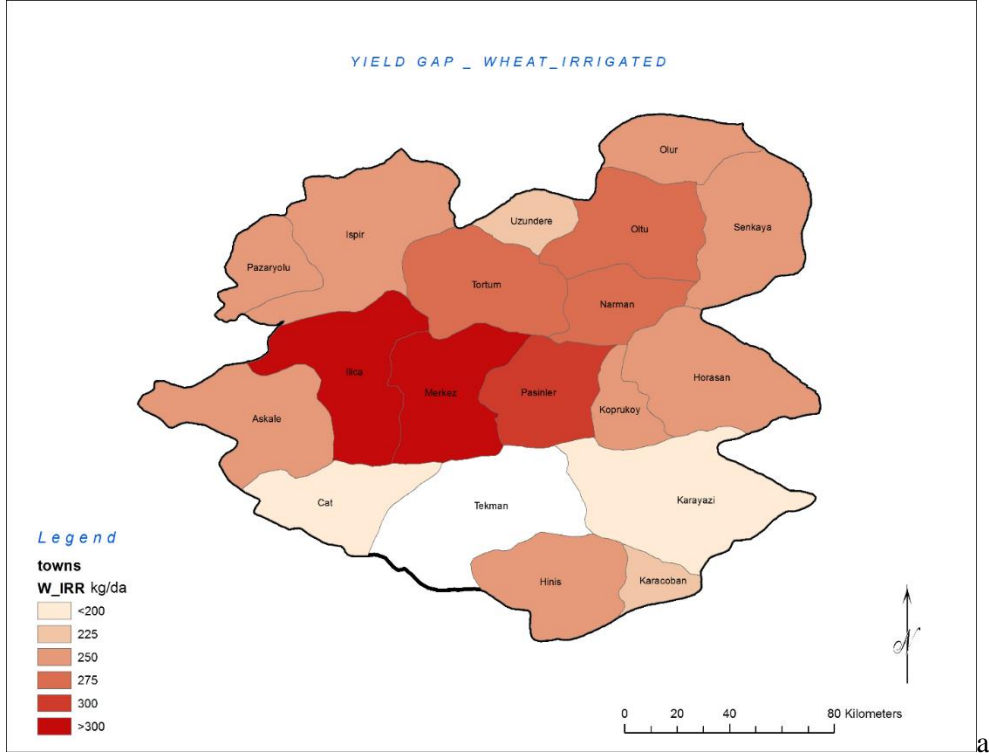 YIELD GAP _ WHEAT_IRRIGATED
Olur
Uzundere
Oltu
Senkaya
Ispir
Pazaryolu
Tortum
Narman
Ilica
Merkez
Pasinler
Koprukoy
Horasan
Askale
Cat
Tekman
Karayazi
Hinis
Karacoban
Legend
towns
W_IRR kg/da
<200
225
250
275
300
>300
N
0 20 40 80 Kilometers
a